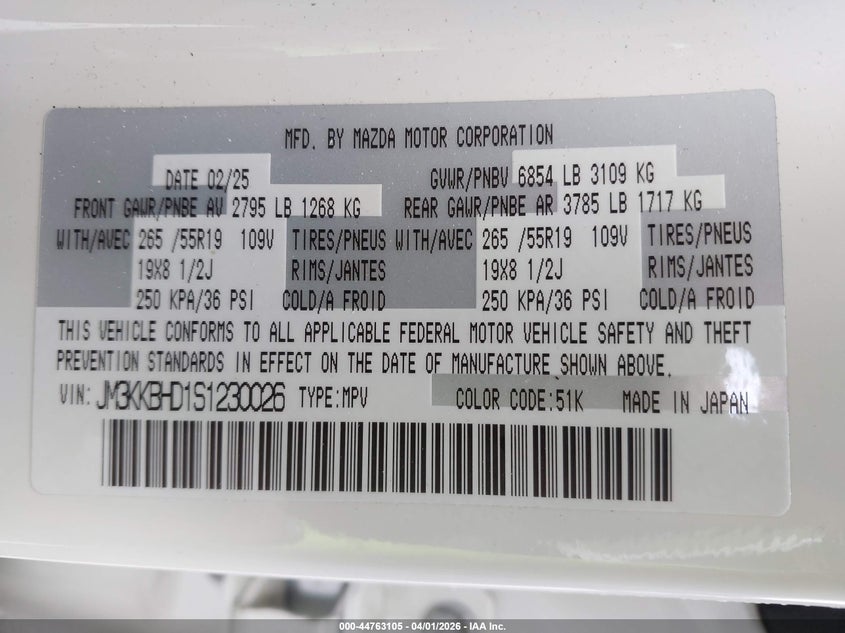 MFD. BY MAZDA MOTOR CORPORATION
DATE 02/25 GVWR/PNBV 6854 LB 3109 KG
FRONT GAWR/PNBE AV 2795 LB 1268 KG REAR GAWR/PNBE AR 3785 LB 1717 KG
WITH/AVEC 265 /55R19 109V TIRES/PNEUS WITH/AVEC 265 /55R19 109V TIRES/PNEUS
19X8 1/2J RIMS/JANTES 19X8 1/2J RIMS/JANTES
250 KPA/36 PSI COLD/A FROID 250 KPA/36 PSI COLD/A FROID
THIS VEHICLE CONFORMS TO ALL APPLICABLE FEDERAL MOTOR VEHICLE SAFETY AND THEFT
PREVENTION STANDARDS IN EFFECT ON THE DATE OF MANUFACTURE SHOWN ABOVE.
VIN: JM3KKBHD1S1230026 TYPE:MPV COLOR CODE:51K MADE IN JAPAN
000-44763105 - 04/01/2026 - IAA Inc.